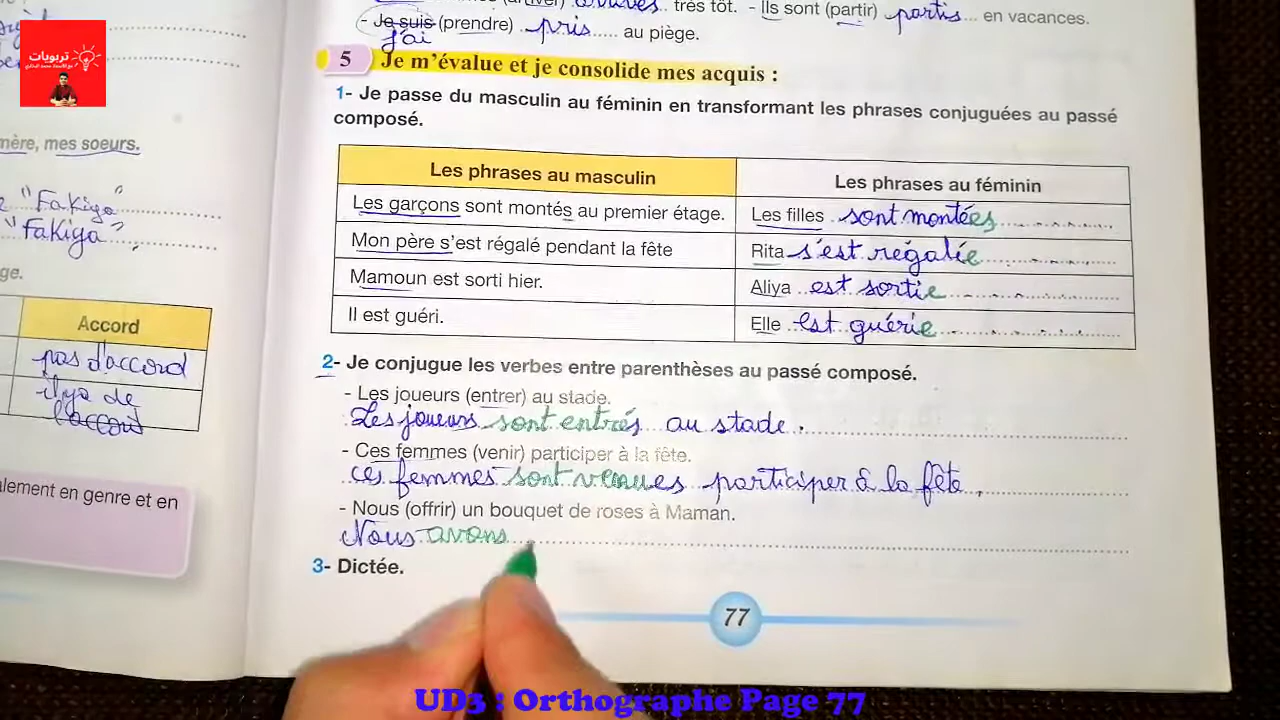 arrivés.. très tôt. - Ils sont (partir) partis... en vacances.
- Je suis (prendre) .pris..... au piège.
j'ai
تربويات
5 Je m'évalue et je consolide mes acquis :
1- Je passe du masculin au féminin en transformant les phrases conjuguées au passé
composé.
Les phrases au masculin Les phrases au féminin
Les garçons sont montés au premier étage. Les filles sont montées
Mon père s'est régalé pendant la fête Rita s'est régalée
Mamoun est sorti hier. Aliya est sortie
Il est guéri. Elle est guérie
2- Je conjugue les verbes entre parenthèses au passé composé.
- Les joueurs (entrer) au stade.
Les joueurs sont entrés au stade.
- Ces femmes (venir) participer à la fête.
ces femmes sont venues participer à la fête.
- Nous (offrir) un bouquet de roses à Maman.
Nous avons
3- Dictée.
77
mère, mes soeurs.
"Fakiya"
"Fakiya"
ge.
Accord
pas d'accord
il ya de
l'accord
alement en genre et en
UD3 : Orthographe Page 77